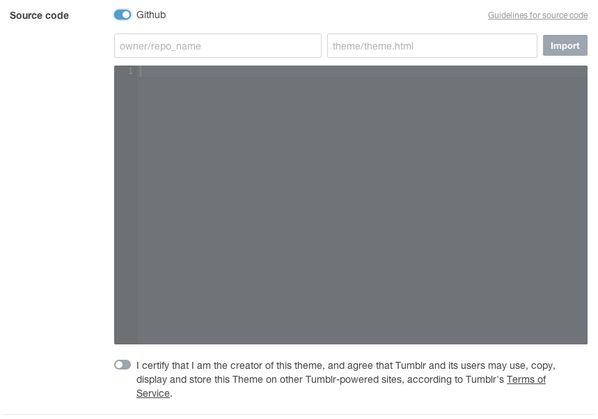 Source code
Github
Guidelines for source code
owner/repo_name
theme/theme.html
Import
1
I certify that I am the creator of this theme, and agree that Tumblr and its users may use, copy,
display and store this Theme on other Tumblr-powered sites, according to Tumblr's Terms of
Service.